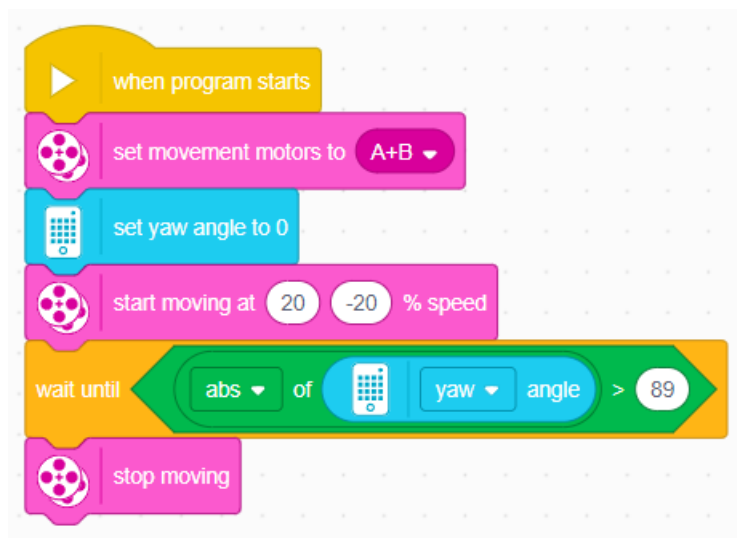 when program starts
set movement motors to A+B
set yaw angle to 0
start moving at 20 -20 % speed
wait until abs of yaw angle > 89
stop moving